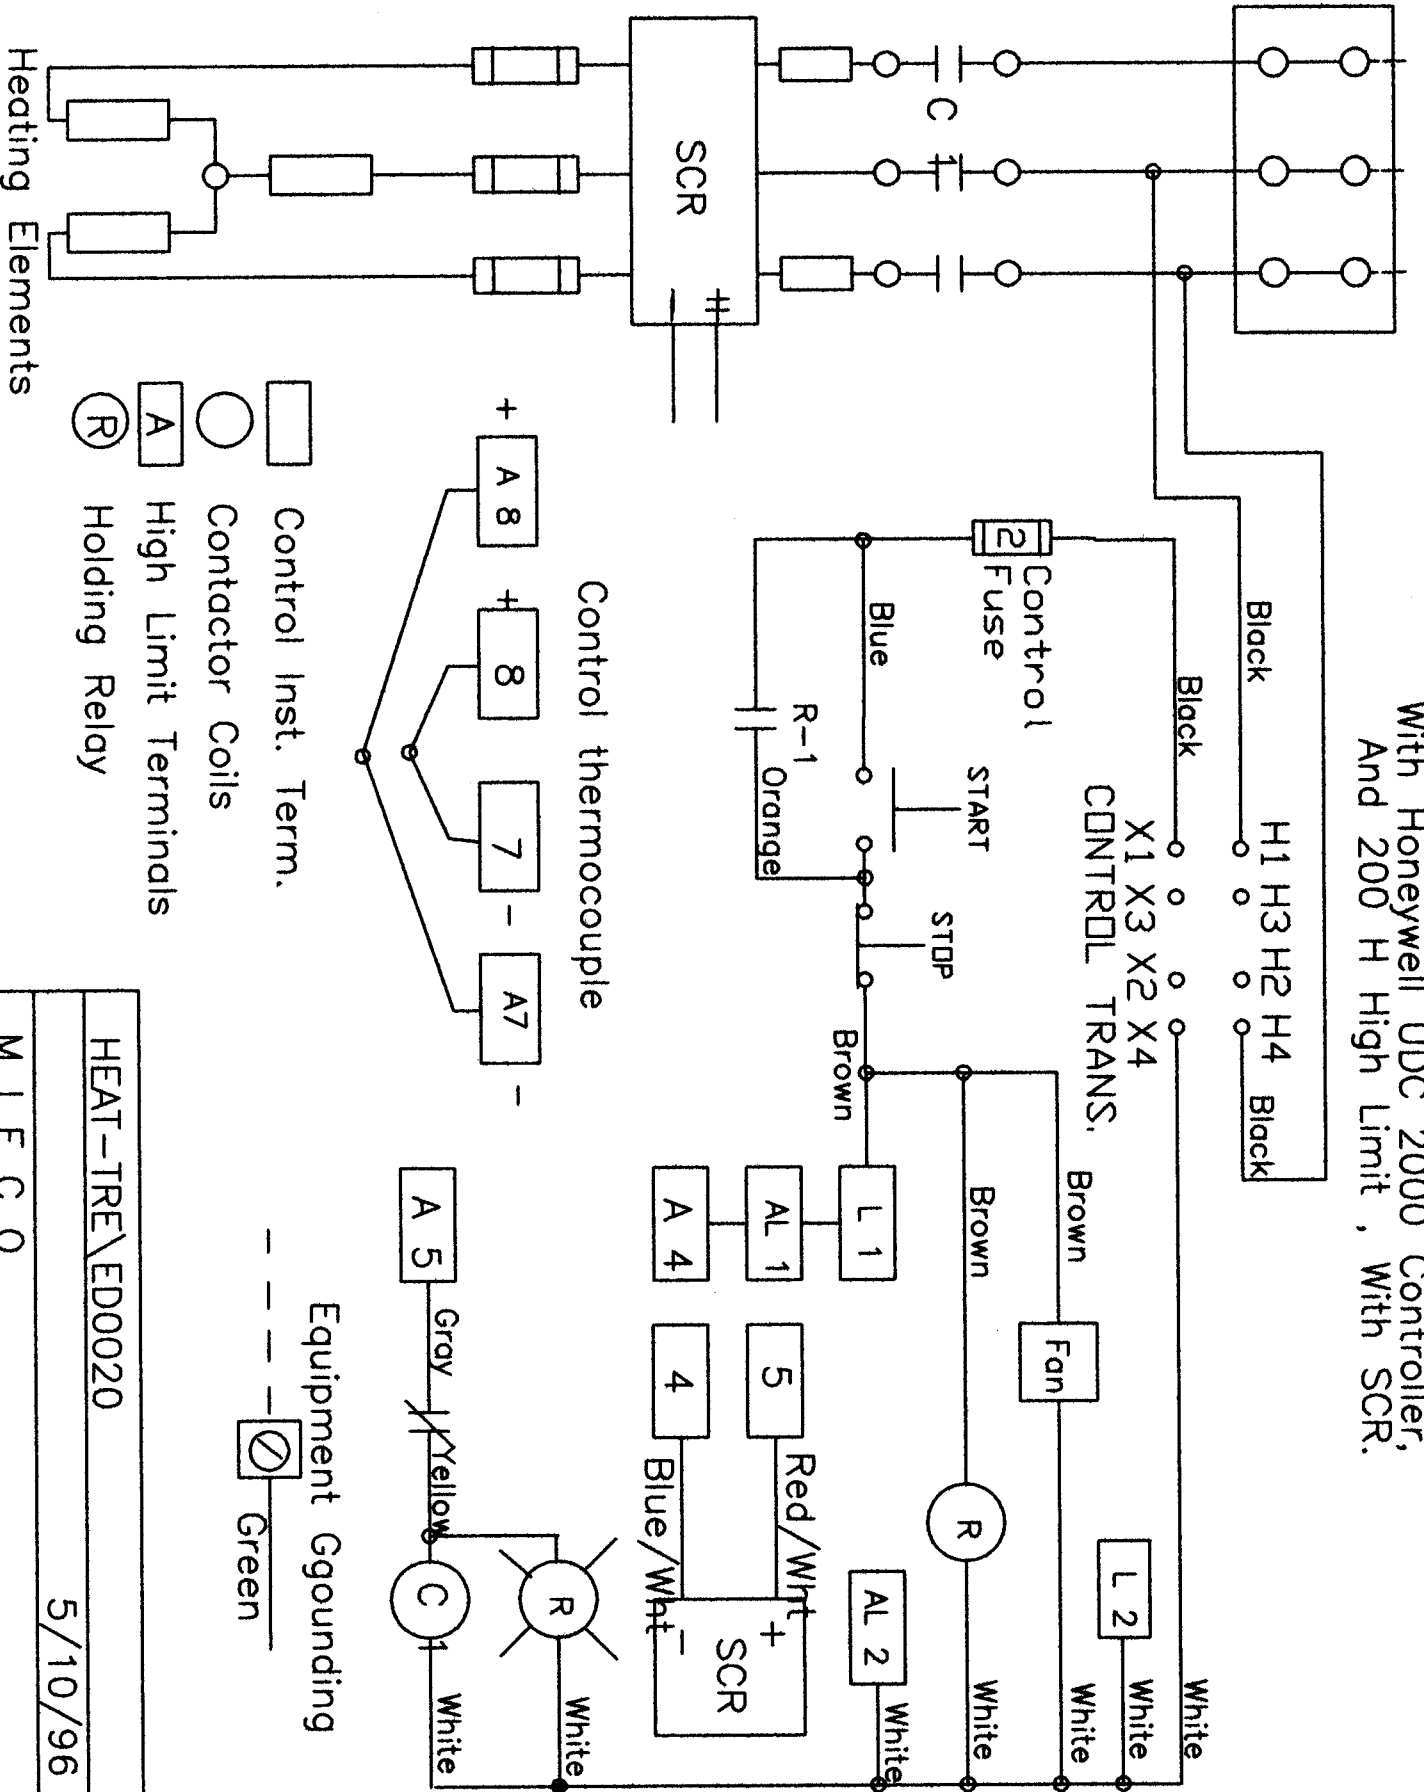 With Honeywell UDC 2000 Controller,
And 200 H High Limit , With SCR.
H1 H3 H2 H4
Black
Black
Black
X1 X3 X2 X4
CONTROL TRANS.
Control
Fuse
2
START
STOP
Blue
R-1
Orange
Brown
Brown
Brown
Fan
L 2
R
AL 2
White
White
White
White
White
L 1
AL 1
A 4
5
4
Red/Wht
Blue/Wht
+
-
SCR
C 1
SCR
+
-
Control thermocouple
+
A 8
+
8
7
-
A7
-
A 5
Gray
Yellow
R
C 1
White
White
Control Inst. Term.
Contactor Coils
A
High Limit Terminals
R
Holding Relay
Heating Elements
Equipment Ggounding
Green
HEAT-TRE\ED0020
5/10/96
M I F C O